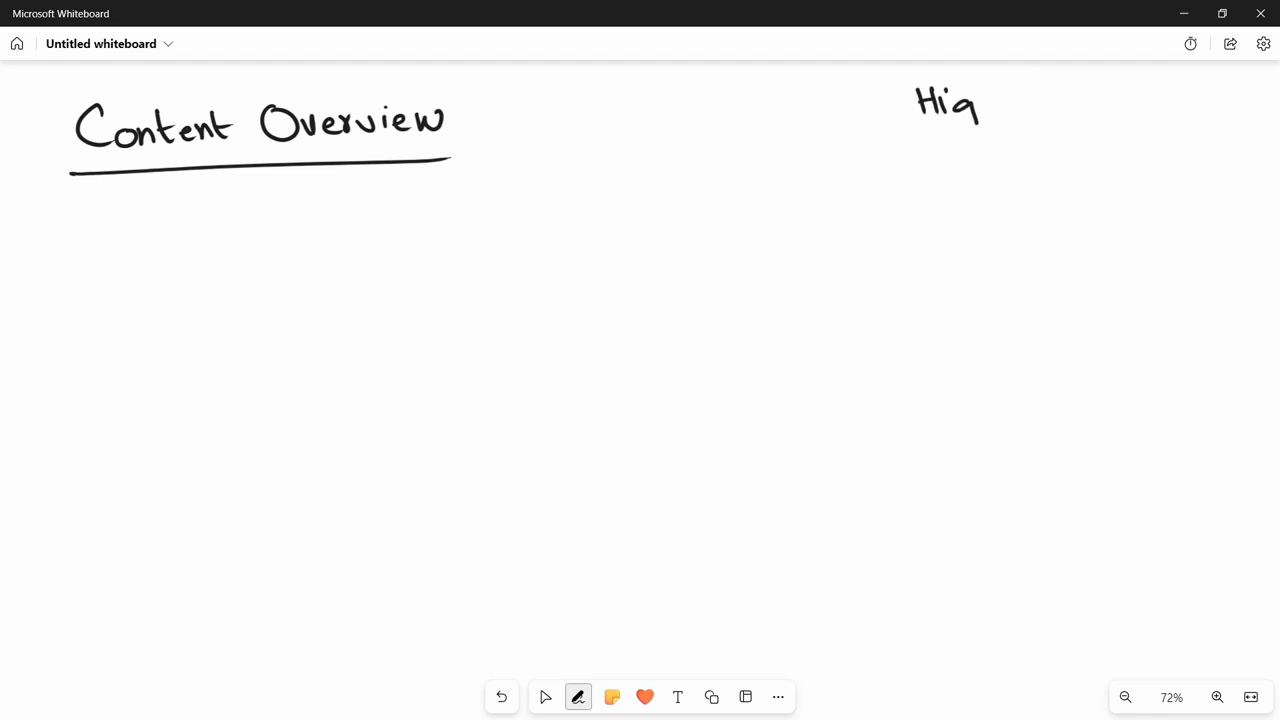 Microsoft Whiteboard
Untitled whiteboard
Content Overview
Hig
72%